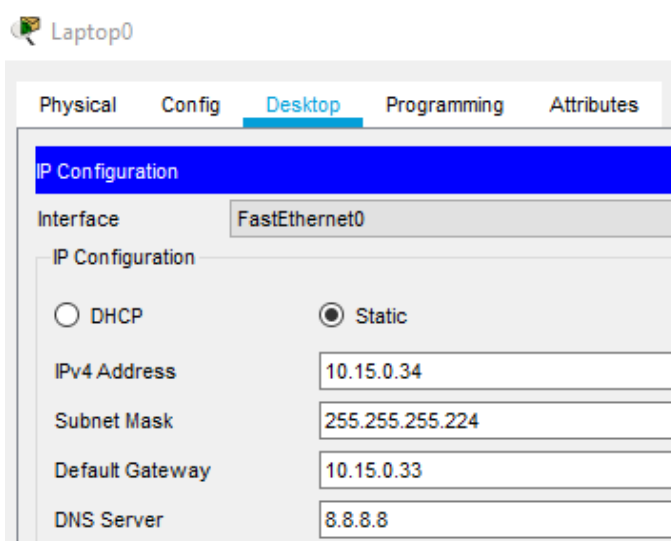 Laptop0
Physical Config Desktop Programming Attributes
IP Configuration
Interface FastEthernet0
IP Configuration
DHCP Static
IPv4 Address 10.15.0.34
Subnet Mask 255.255.255.224
Default Gateway 10.15.0.33
DNS Server 8.8.8.8